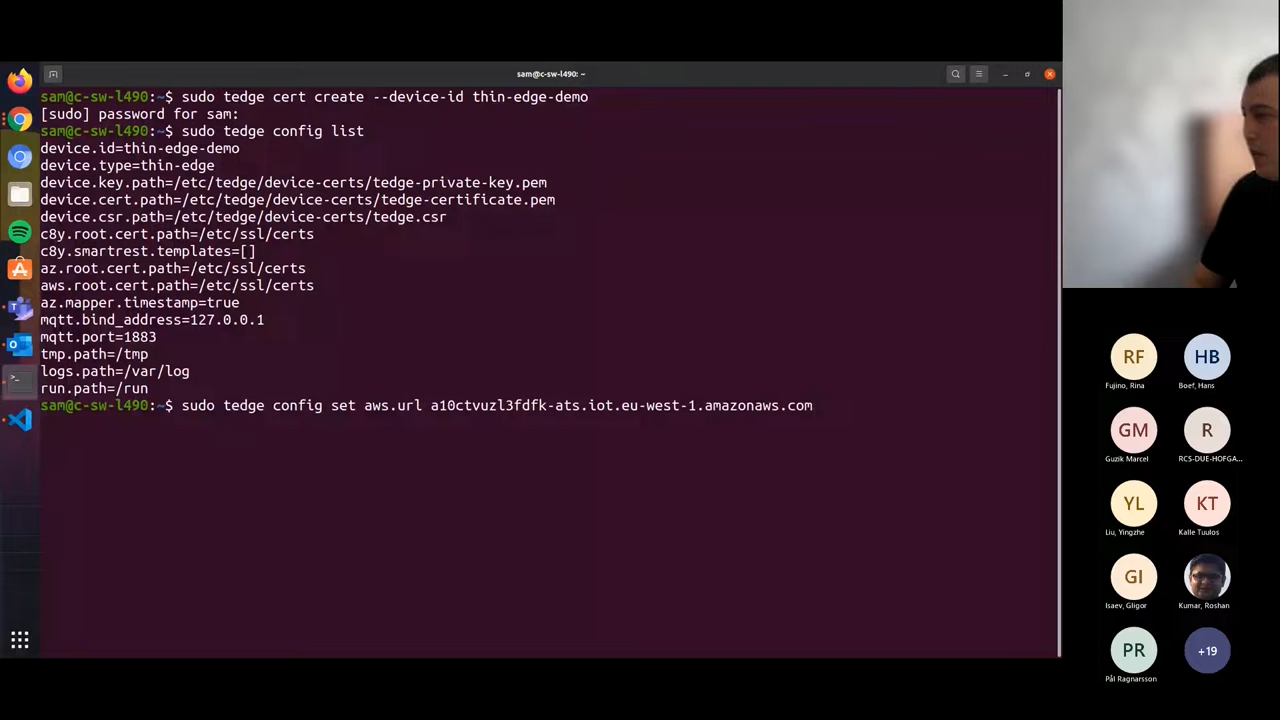 sam@c-sw-l490: ~
sam@c-sw-l490:~$ sudo tedge cert create --device-id thin-edge-demo
[sudo] password for sam:
sam@c-sw-l490:~$ sudo tedge config list
device.id=thin-edge-demo
device.type=thin-edge
device.key.path=/etc/tedge/device-certs/tedge-private-key.pem
device.cert.path=/etc/tedge/device-certs/tedge-certificate.pem
device.csr.path=/etc/tedge/device-certs/tedge.csr
c8y.root.cert.path=/etc/ssl/certs
c8y.smartrest.templates=[]
az.root.cert.path=/etc/ssl/certs
aws.root.cert.path=/etc/ssl/certs
az.mapper.timestamp=true
mqtt.bind_address=127.0.0.1
mqtt.port=1883
tmp.path=/tmp
logs.path=/var/log
run.path=/run
sam@c-sw-l490:~$ sudo tedge config set aws.url a10ctvuzl3fdfk-ats.iot.eu-west-1.amazonaws.com
RF
HB
Fujino, Rina
Boef, Hans
GM
R
Guzik Marcel
RCS-DUE-HOFGA...
YL
KT
Liu, Yingzhe
Kalle Tuulos
GI
Isaev, Gligor
Kumar, Roshan
PR
+19
Pål Ragnarsson